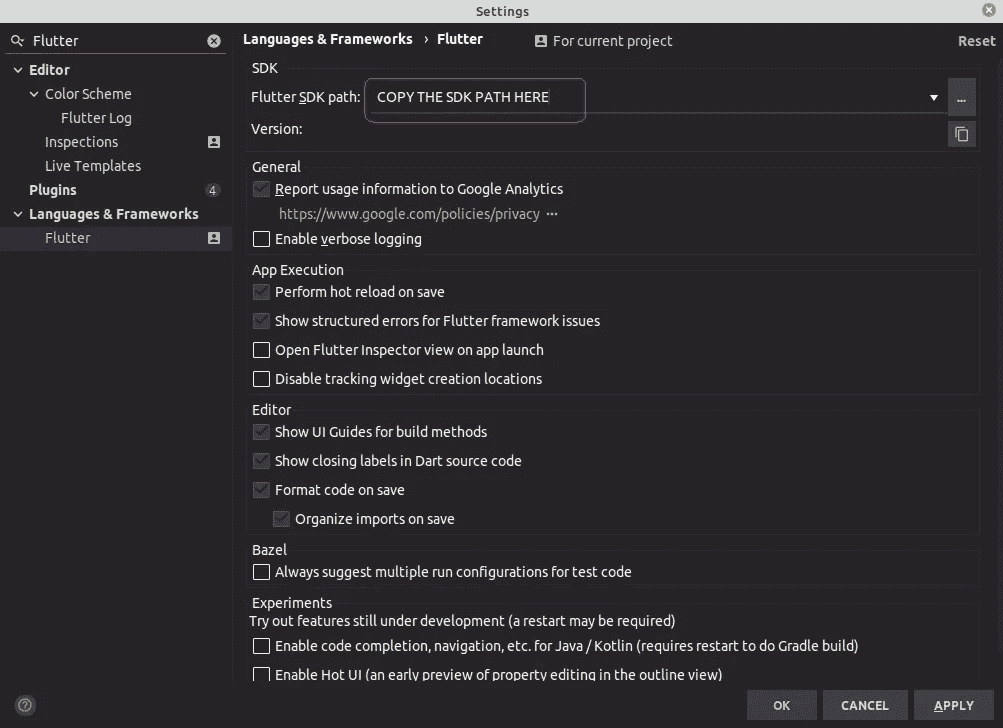 Settings
Flutter
Languages & Frameworks › Flutter
For current project
Reset
Editor
Color Scheme
Flutter Log
Inspections
Live Templates
Plugins
4
Languages & Frameworks
Flutter
SDK
Flutter SDK path:
COPY THE SDK PATH HERE
...
Version:
General
Report usage information to Google Analytics
https://www.google.com/policies/privacy ...
Enable verbose logging
App Execution
Perform hot reload on save
Show structured errors for Flutter framework issues
Open Flutter Inspector view on app launch
Disable tracking widget creation locations
Editor
Show UI Guides for build methods
Show closing labels in Dart source code
Format code on save
Organize imports on save
Bazel
Always suggest multiple run configurations for test code
Experiments
Try out features still under development (a restart may be required)
Enable code completion, navigation, etc. for Java / Kotlin (requires restart to do Gradle build)
Enable Hot UI (an early preview of property editing in the outline view)
?
OK
CANCEL
APPLY